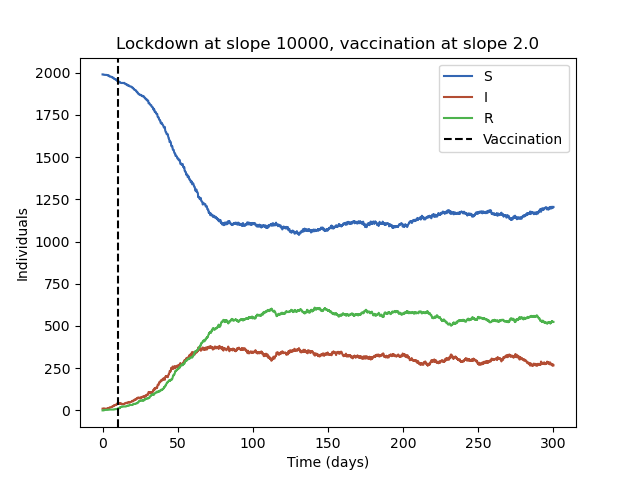 Lockdown at slope 10000, vaccination at slope 2.0
S
I
R
Vaccination
2000
1750
1500
1250
1000
750
500
250
0
Individuals
0 50 100 150 200 250 300
Time (days)